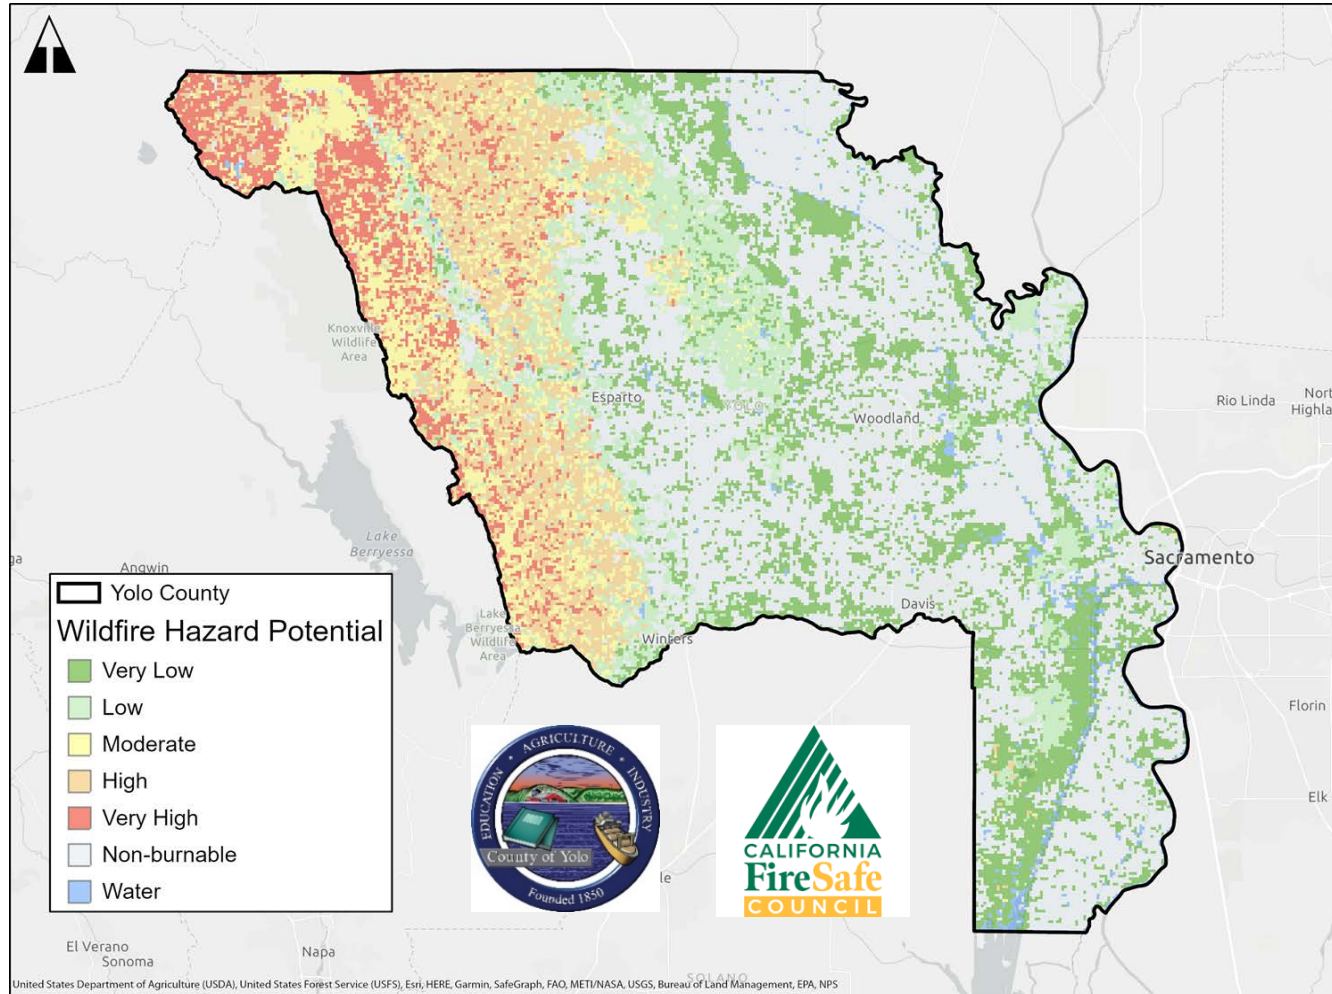 Knoxville
Wildlife
Area
Esparto
YOLO
Woodland
Rio Linda
Nort
Highla
Lake
Berryessa
Angwin
ga
Sacramento
Davis
Lake
Berryessa
Wildlife
Area
Winters
Florin
Elk
Yolo County
Wildfire Hazard Potential
Very Low
Low
Moderate
High
Very High
Non-burnable
Water
EDUCATION • AGRICULTURE • INDUSTRY
County of Yolo
Founded 1850
CALIFORNIA
FireSafe
COUNCIL
le
El Verano
Sonoma
Napa
SOLANO
United States Department of Agriculture (USDA), United States Forest Service (USFS), Esri, HERE, Garmin, SafeGraph, FAO, METI/NASA, USGS, Bureau of Land Management, EPA, NPS